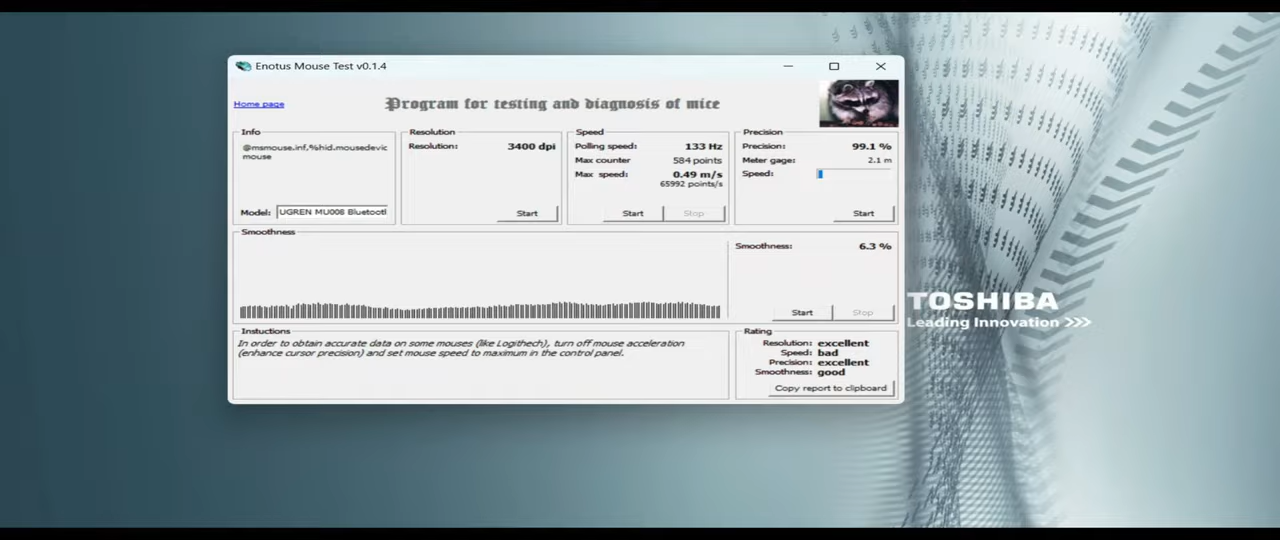 Enotus Mouse Test v0.1.4
Home page
Program for testing and diagnosis of mice
Info
@msmouse.inf,%hid.mousedevic
mouse
Model: UGREN MU008 Bluetootl
Resolution
Resolution: 3400 dpi
Start
Speed
Polling speed: 133 Hz
Max counter 584 points
Max speed: 0.49 m/s
65992 points/s
Start Stop
Precision
Precision: 99.1 %
Meter gage: 2.1 m
Speed:
Start
Smoothness
Smoothness: 6.3 %
Start Stop
Instuctions
In order to obtain accurate data on some mouses (like Logithech), turn off mouse acceleration
(enhance cursor precision) and set mouse speed to maximum in the control panel.
Rating
Resolution: excellent
Speed: bad
Precision: excellent
Smoothness: good
Copy report to clipboard
TOSHIBA
Leading Innovation >>>